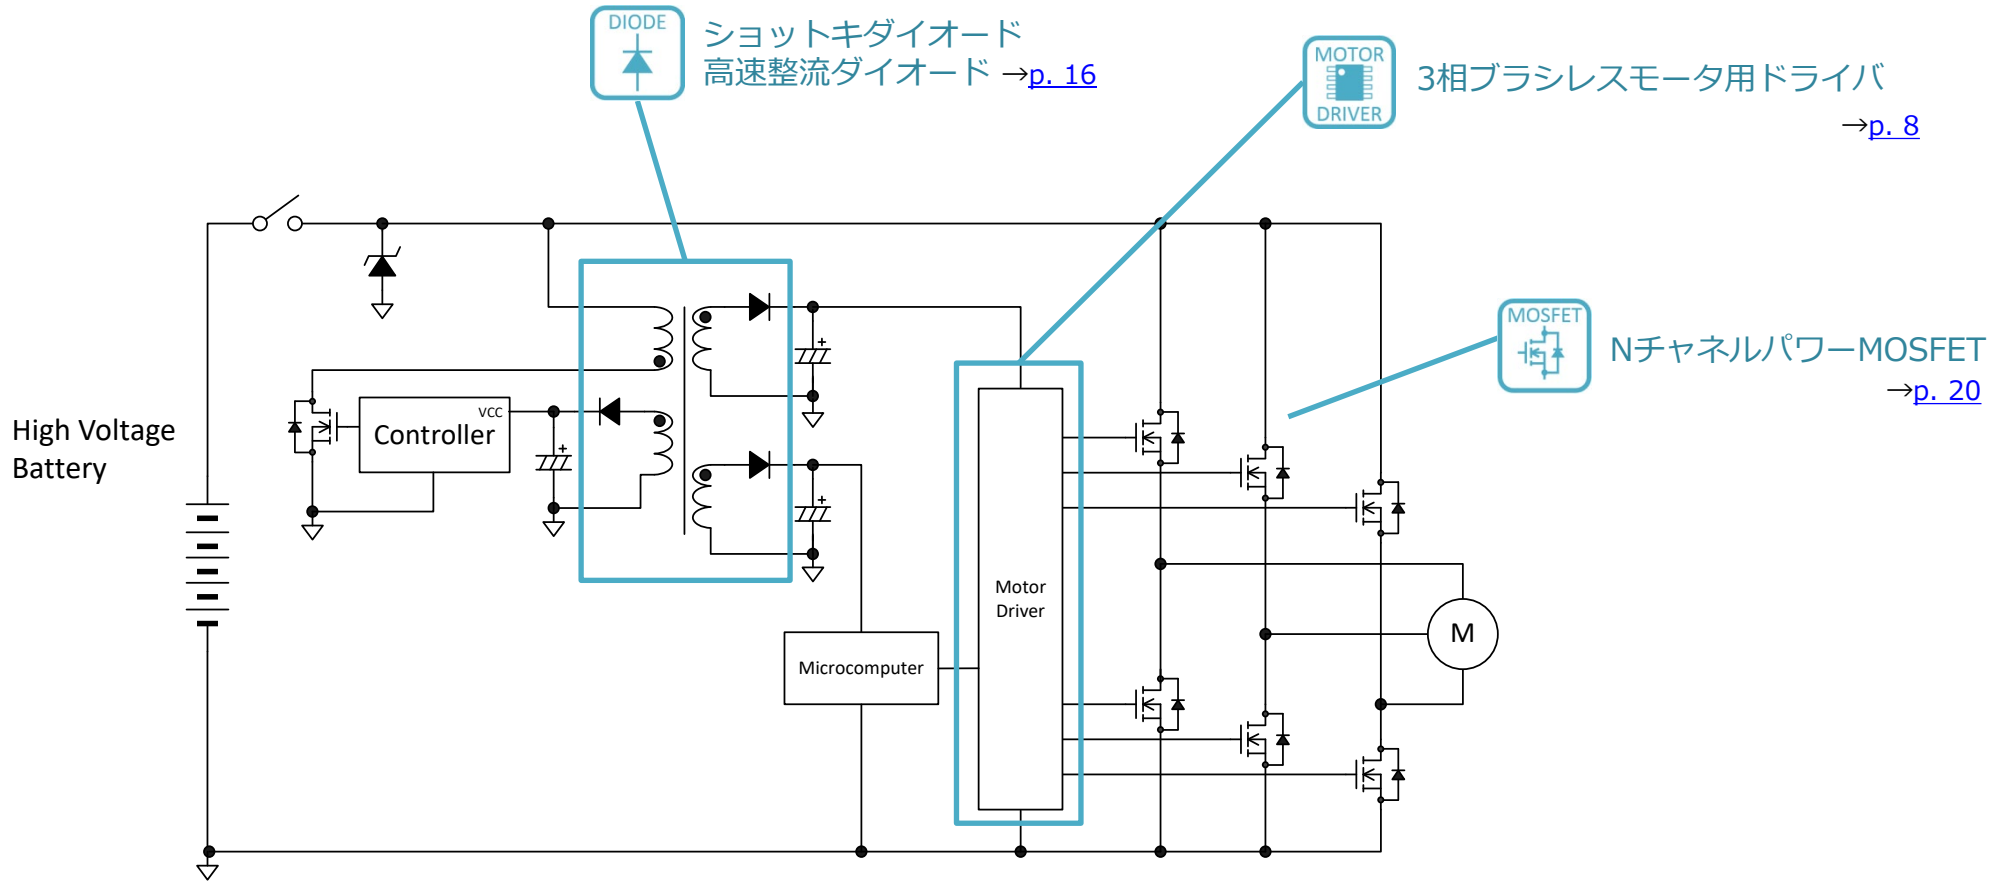 DIODE
ショットキダイオード
高速整流ダイオード →p. 16
MOTOR
DRIVER
3相ブラシレスモータ用ドライバ
→p. 8
MOSFET
NチャネルパワーMOSFET
→p. 20
High Voltage
Battery
VCC
Controller
+
+
+
Motor
Driver
Microcomputer
M